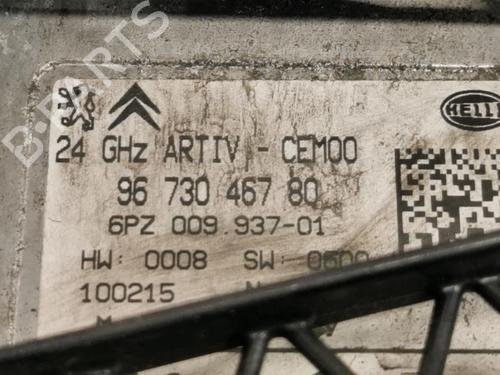 B-PARTS
HELLA
24 GHz ARTIV - CEM00
96 730 467 80
6PZ 009.937-01
HW: 0008 SW: 0600
100215